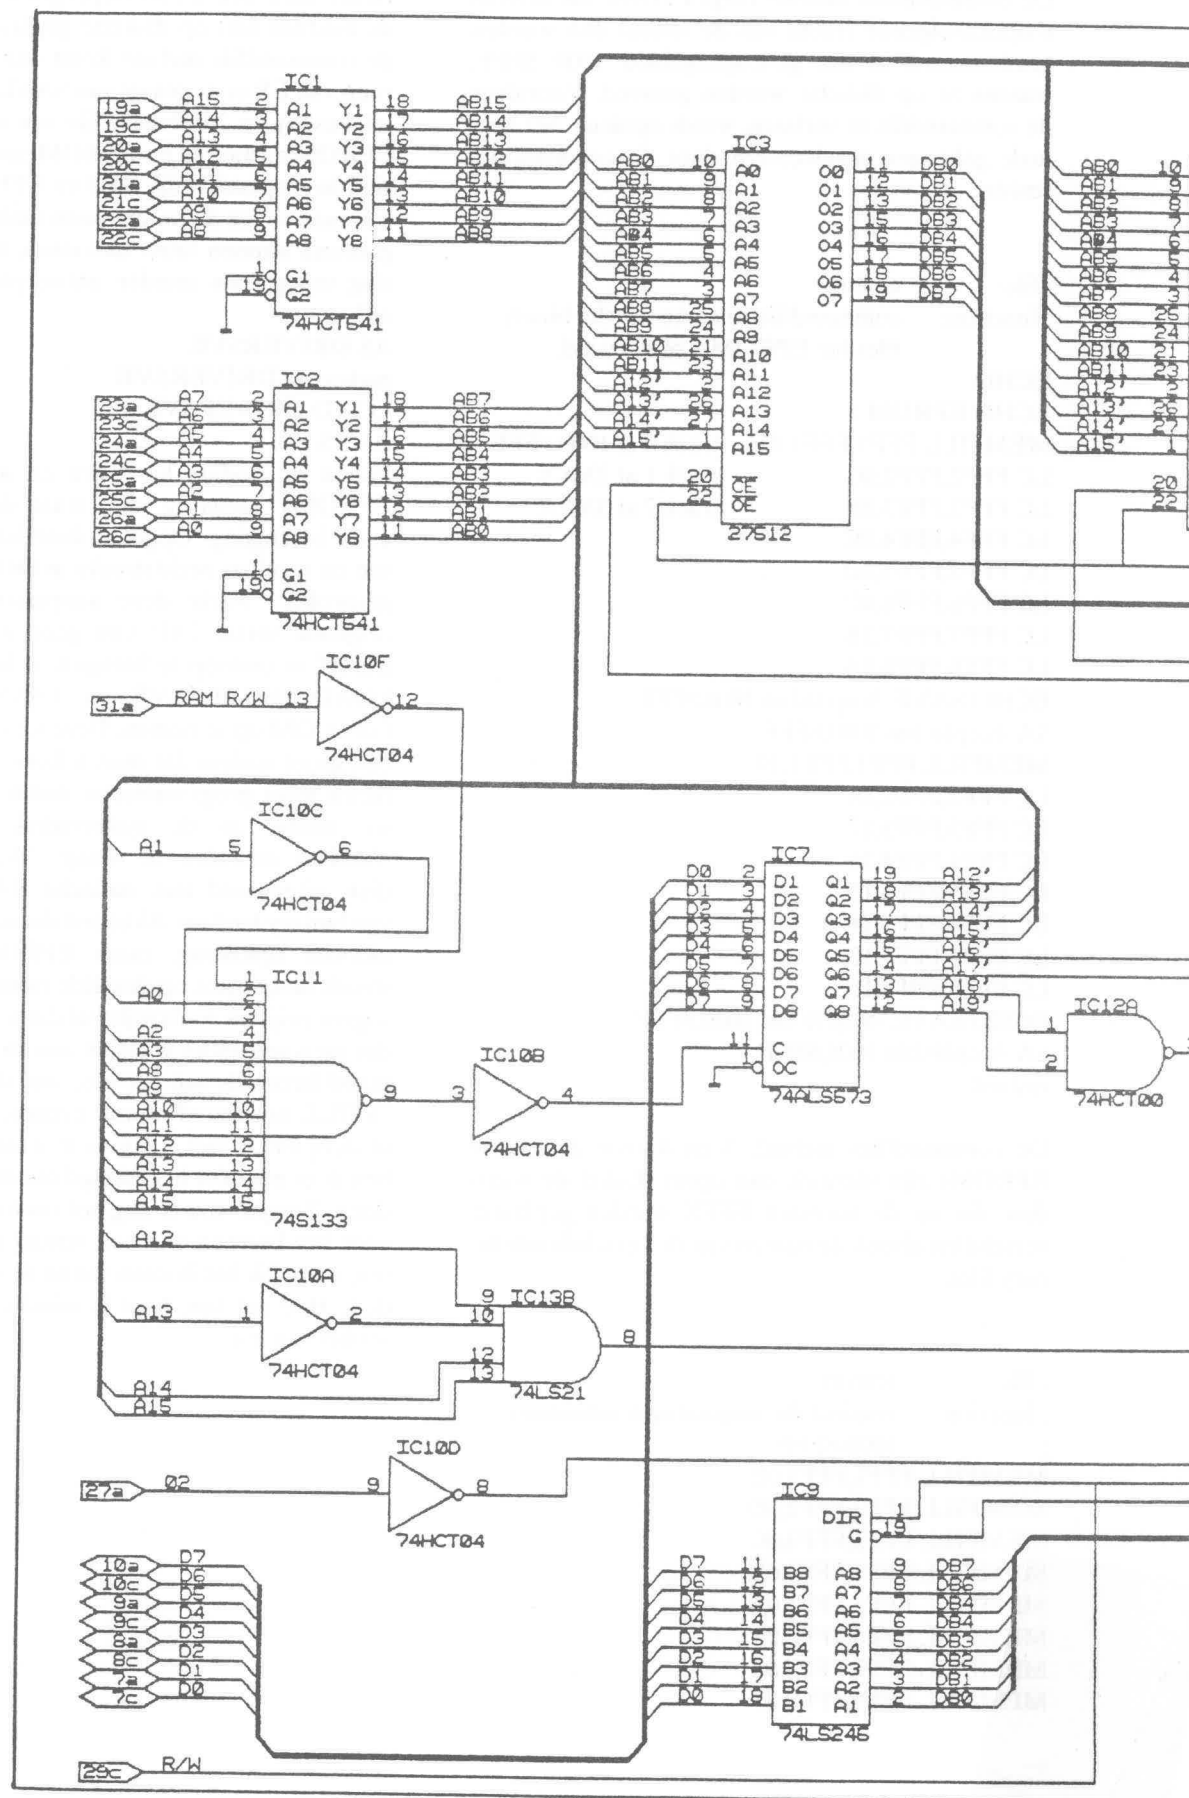 IC1
19a A15 2 A1 Y1 18 AB15
19c A14 3 A2 Y2 17 AB14
20a A13 4 A3 Y3 16 AB13
20c A12 5 A4 Y4 15 AB12
21a A11 6 A5 Y5 14 AB11
21c A10 7 A6 Y6 13 AB10
22a A9 8 A7 Y7 12 AB9
22c A8 9 A8 Y8 11 AB8
1 G1
19 G2
74HCT541
IC2
23a A7 2 A1 Y1 18 AB7
23c A6 3 A2 Y2 17 AB6
24a A5 4 A3 Y3 16 AB5
24c A4 5 A4 Y4 15 AB4
25a A3 6 A5 Y5 14 AB3
25c A2 7 A6 Y6 13 AB2
26a A1 8 A7 Y7 12 AB1
26c A0 9 A8 Y8 11 AB0
1 G1
19 G2
74HCT541
IC3
AB0 10 A0 O0 11 DB0
AB1 9 A1 O1 12 DB1
AB2 8 A2 O2 13 DB2
AB3 7 A3 O3 15 DB3
AB4 6 A4 O4 16 DB4
AB5 5 A5 O5 17 DB5
AB6 4 A6 O6 18 DB6
AB7 3 A7 O7 19 DB7
AB8 25 A8
AB9 24 A9
AB10 21 A10
AB11 23 A11
A12' 2 A12
A13' 26 A13
A14' 27 A14
A15' 1 A15
20 CE
22 OE
27512
AB0 10
AB1 9
AB2 8
AB3 7
AB4 6
AB5 5
AB6 4
AB7 3
AB8 25
AB9 24
AB10 21
AB11 23
A12' 2
A13' 26
A14' 27
A15' 1
20
22
IC10F
31a RAM R/W 13 12
74HCT04
IC10C
A1 5 6
74HCT04
IC11
1
A0 2
3
A2 4
A3 5
A8 6
A9 7
A10 10
A11 11
A12 12
A13 13
A14 14
A15 15
9
74S133
IC10B
3 4
74HCT04
IC7
D0 2 D1 Q1 19 A12'
D1 3 D2 Q2 18 A13'
D2 4 D3 Q3 17 A14'
D3 5 D4 Q4 16 A15'
D4 6 D5 Q5 15 A16'
D5 7 D6 Q6 14 A17'
D6 8 D7 Q7 13 A18'
D7 9 D8 Q8 12 A19'
11 C
1 OC
74ALS573
IC12A
1
2
74HCT00
A12
IC10A
A13 1 2
74HCT04
A14
A15
IC13B
9
10
12
13
8
74LS21
IC10D
27a 02 9 8
74HCT04
10a D7
10c D6
9a D5
9c D4
8a D3
8c D2
7a D1
7c D0
IC9
DIR 1
G 19
D7 11 B8 A8 9 DB7
D6 12 B7 A7 8 DB6
D5 13 B6 A6 7 DB4
D4 14 B5 A5 6 DB4
D3 15 B4 A4 5 DB3
D2 16 B3 A3 4 DB2
D1 17 B2 A2 3 DB1
D0 18 B1 A1 2 DB0
74LS245
29c R/W